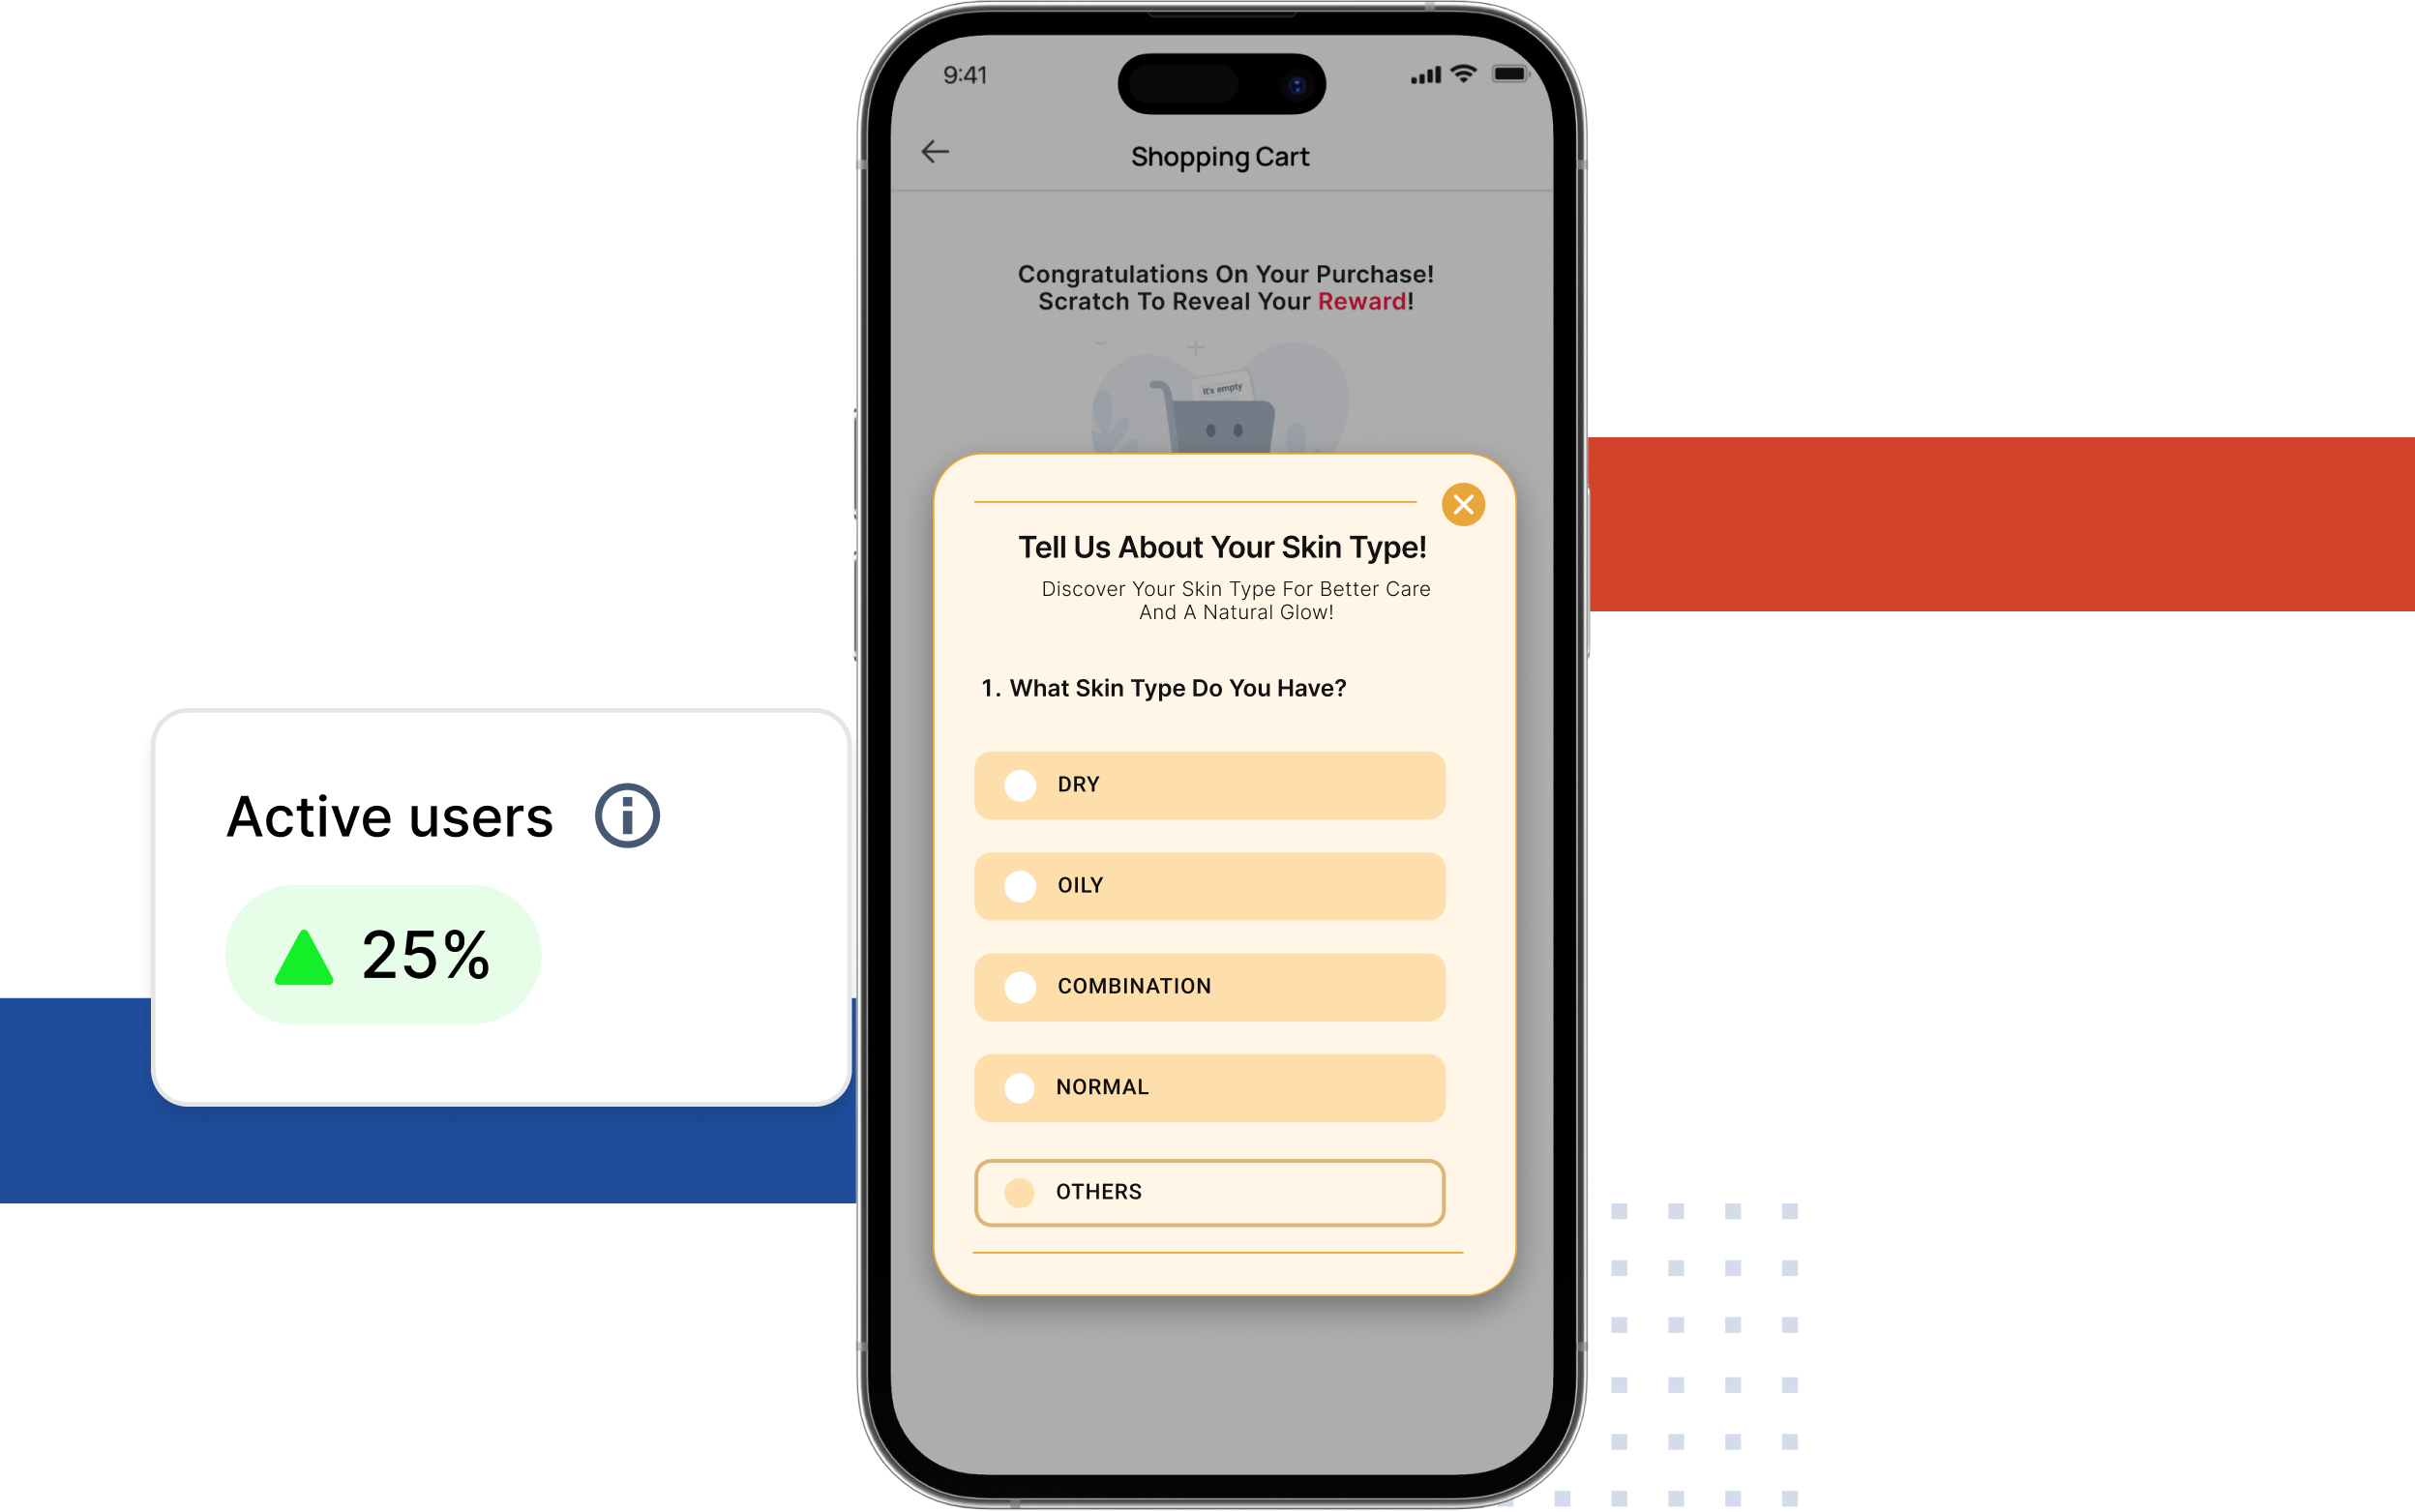 9:41
Shopping Cart
Congratulations On Your Purchase!
Scratch To Reveal Your Reward!
It's empty
Tell Us About Your Skin Type!
Discover Your Skin Type For Better Care
And A Natural Glow!
1. What Skin Type Do You Have?
DRY
OILY
COMBINATION
NORMAL
OTHERS
Active users
25%